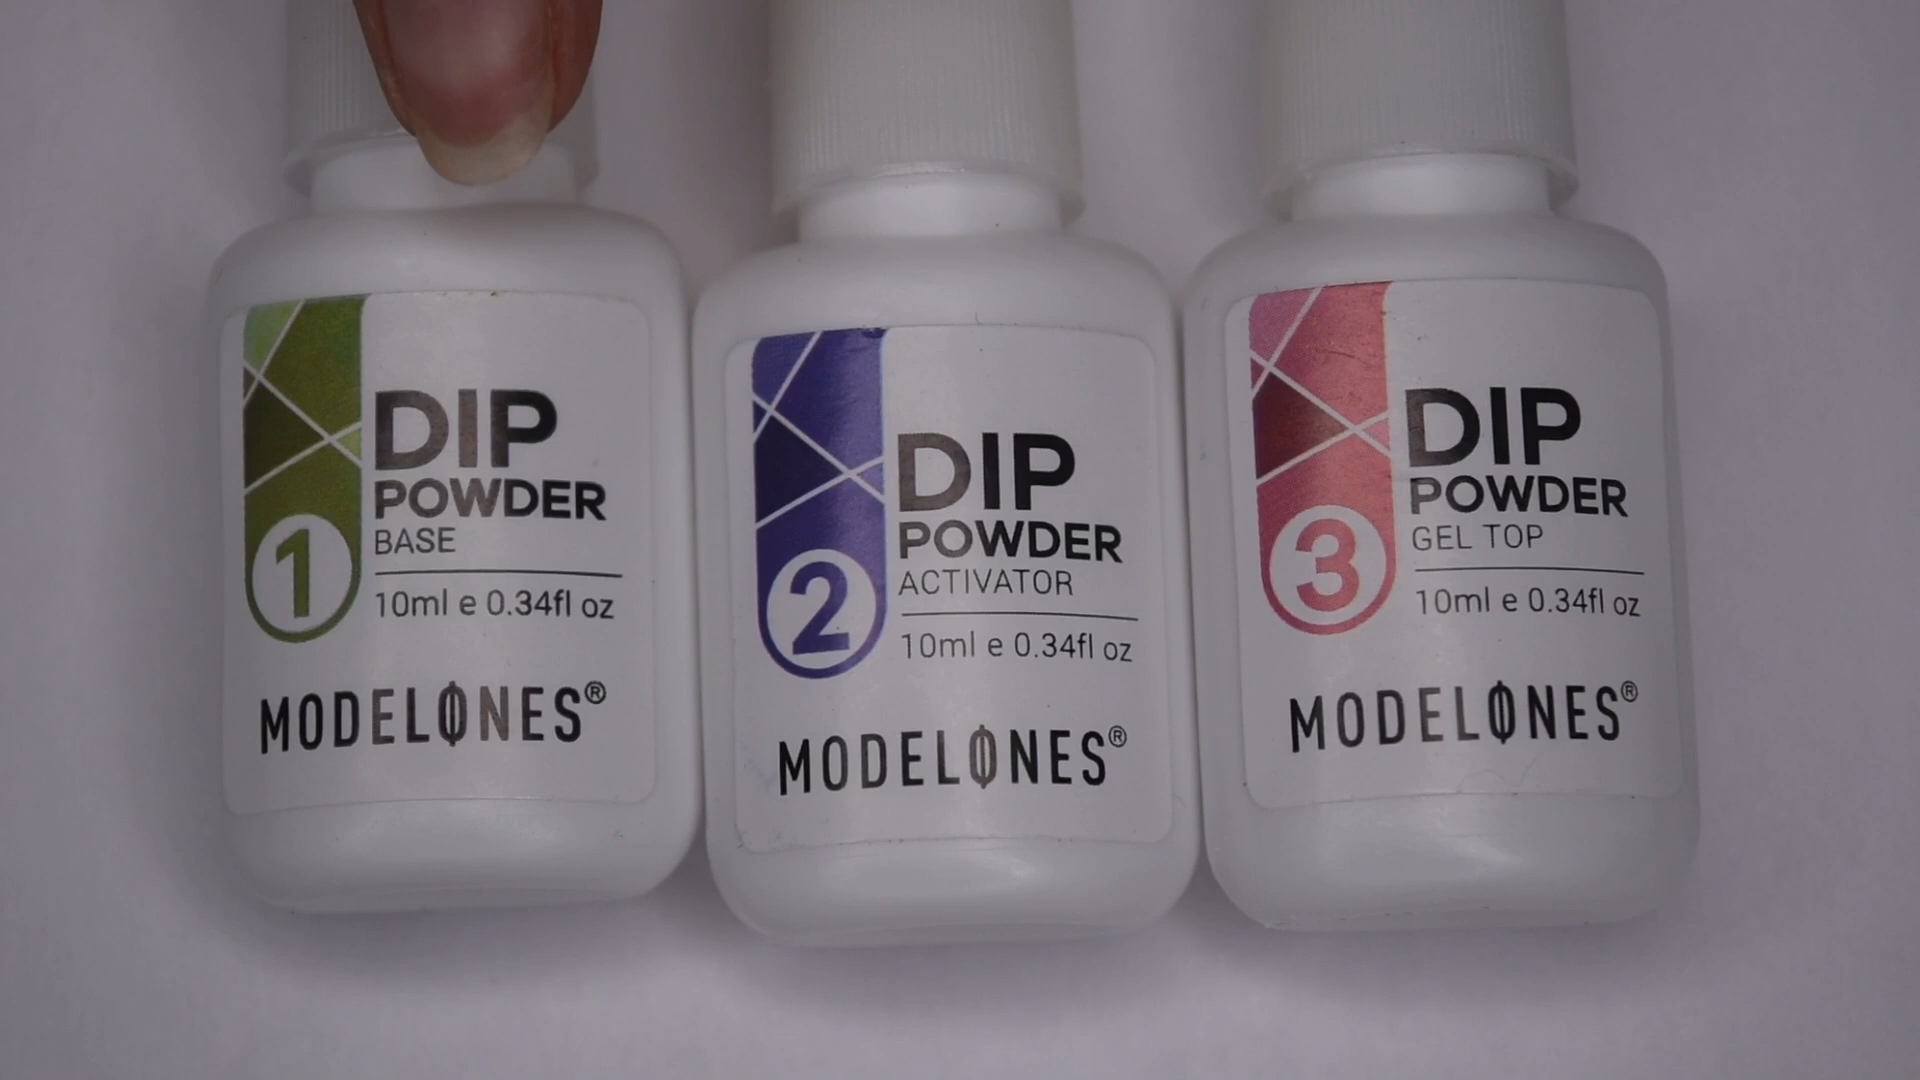 1
DIP
POWDER
BASE
10ml e 0.34fl oz
MODELONES®
2
DIP
POWDER
ACTIVATOR
10ml e 0.34fl oz
MODELONES®
3
DIP
POWDER
GEL TOP
10ml e 0.34fl oz
MODELONES®